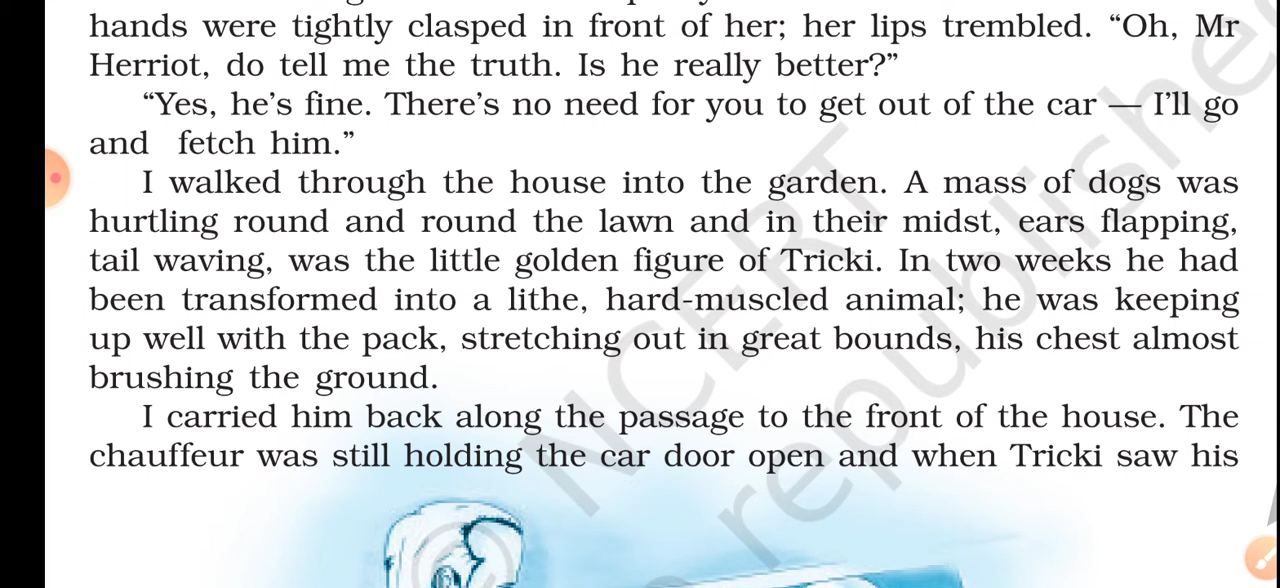 hands were tightly clasped in front of her; her lips trembled. “Oh, Mr
Herriot, do tell me the truth. Is he really better?”
“Yes, he’s fine. There’s no need for you to get out of the car — I’ll go
and fetch him.”
I walked through the house into the garden. A mass of dogs was
hurtling round and round the lawn and in their midst, ears flapping,
tail waving, was the little golden figure of Tricki. In two weeks he had
been transformed into a lithe, hard-muscled animal; he was keeping
up well with the pack, stretching out in great bounds, his chest almost
brushing the ground.
I carried him back along the passage to the front of the house. The
chauffeur was still holding the car door open and when Tricki saw his
© NCERT
republished